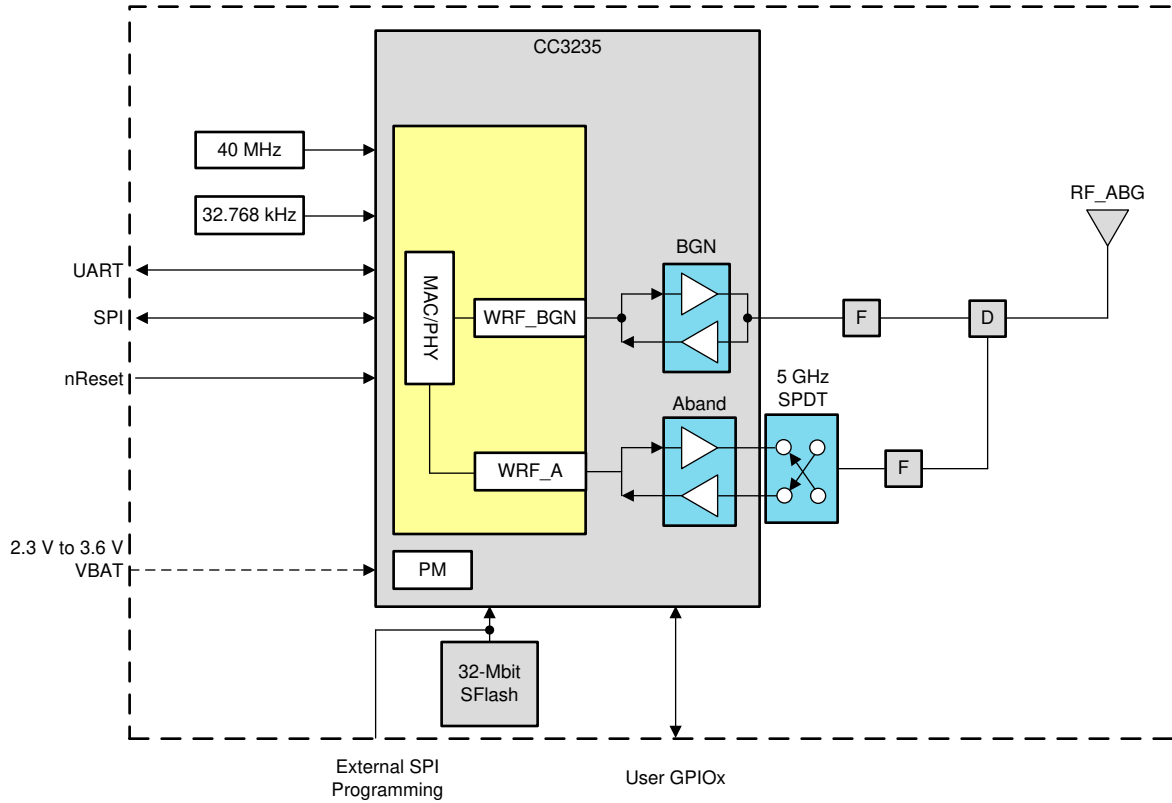 CC3235
40 MHz
32.768 kHz
RF_ABG
UART
SPI
nReset
MAC/PHY
WRF_BGN
BGN
F
D
5 GHz
SPDT
Aband
WRF_A
F
2.3 V to 3.6 V
VBAT
PM
32-Mbit
SFlash
External SPI
Programming
User GPIOx